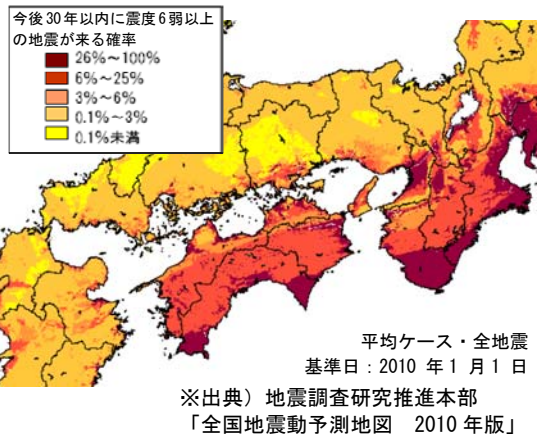 今後30年以内に震度6弱以上
の地震が来る確率
26%～100%
6%～25%
3%～6%
0.1%～3%
0.1%未満
平均ケース・全地震
基準日：2010 年 1 月 1 日
※出典）地震調査研究推進本部
「全国地震動予測地図　2010 年版」